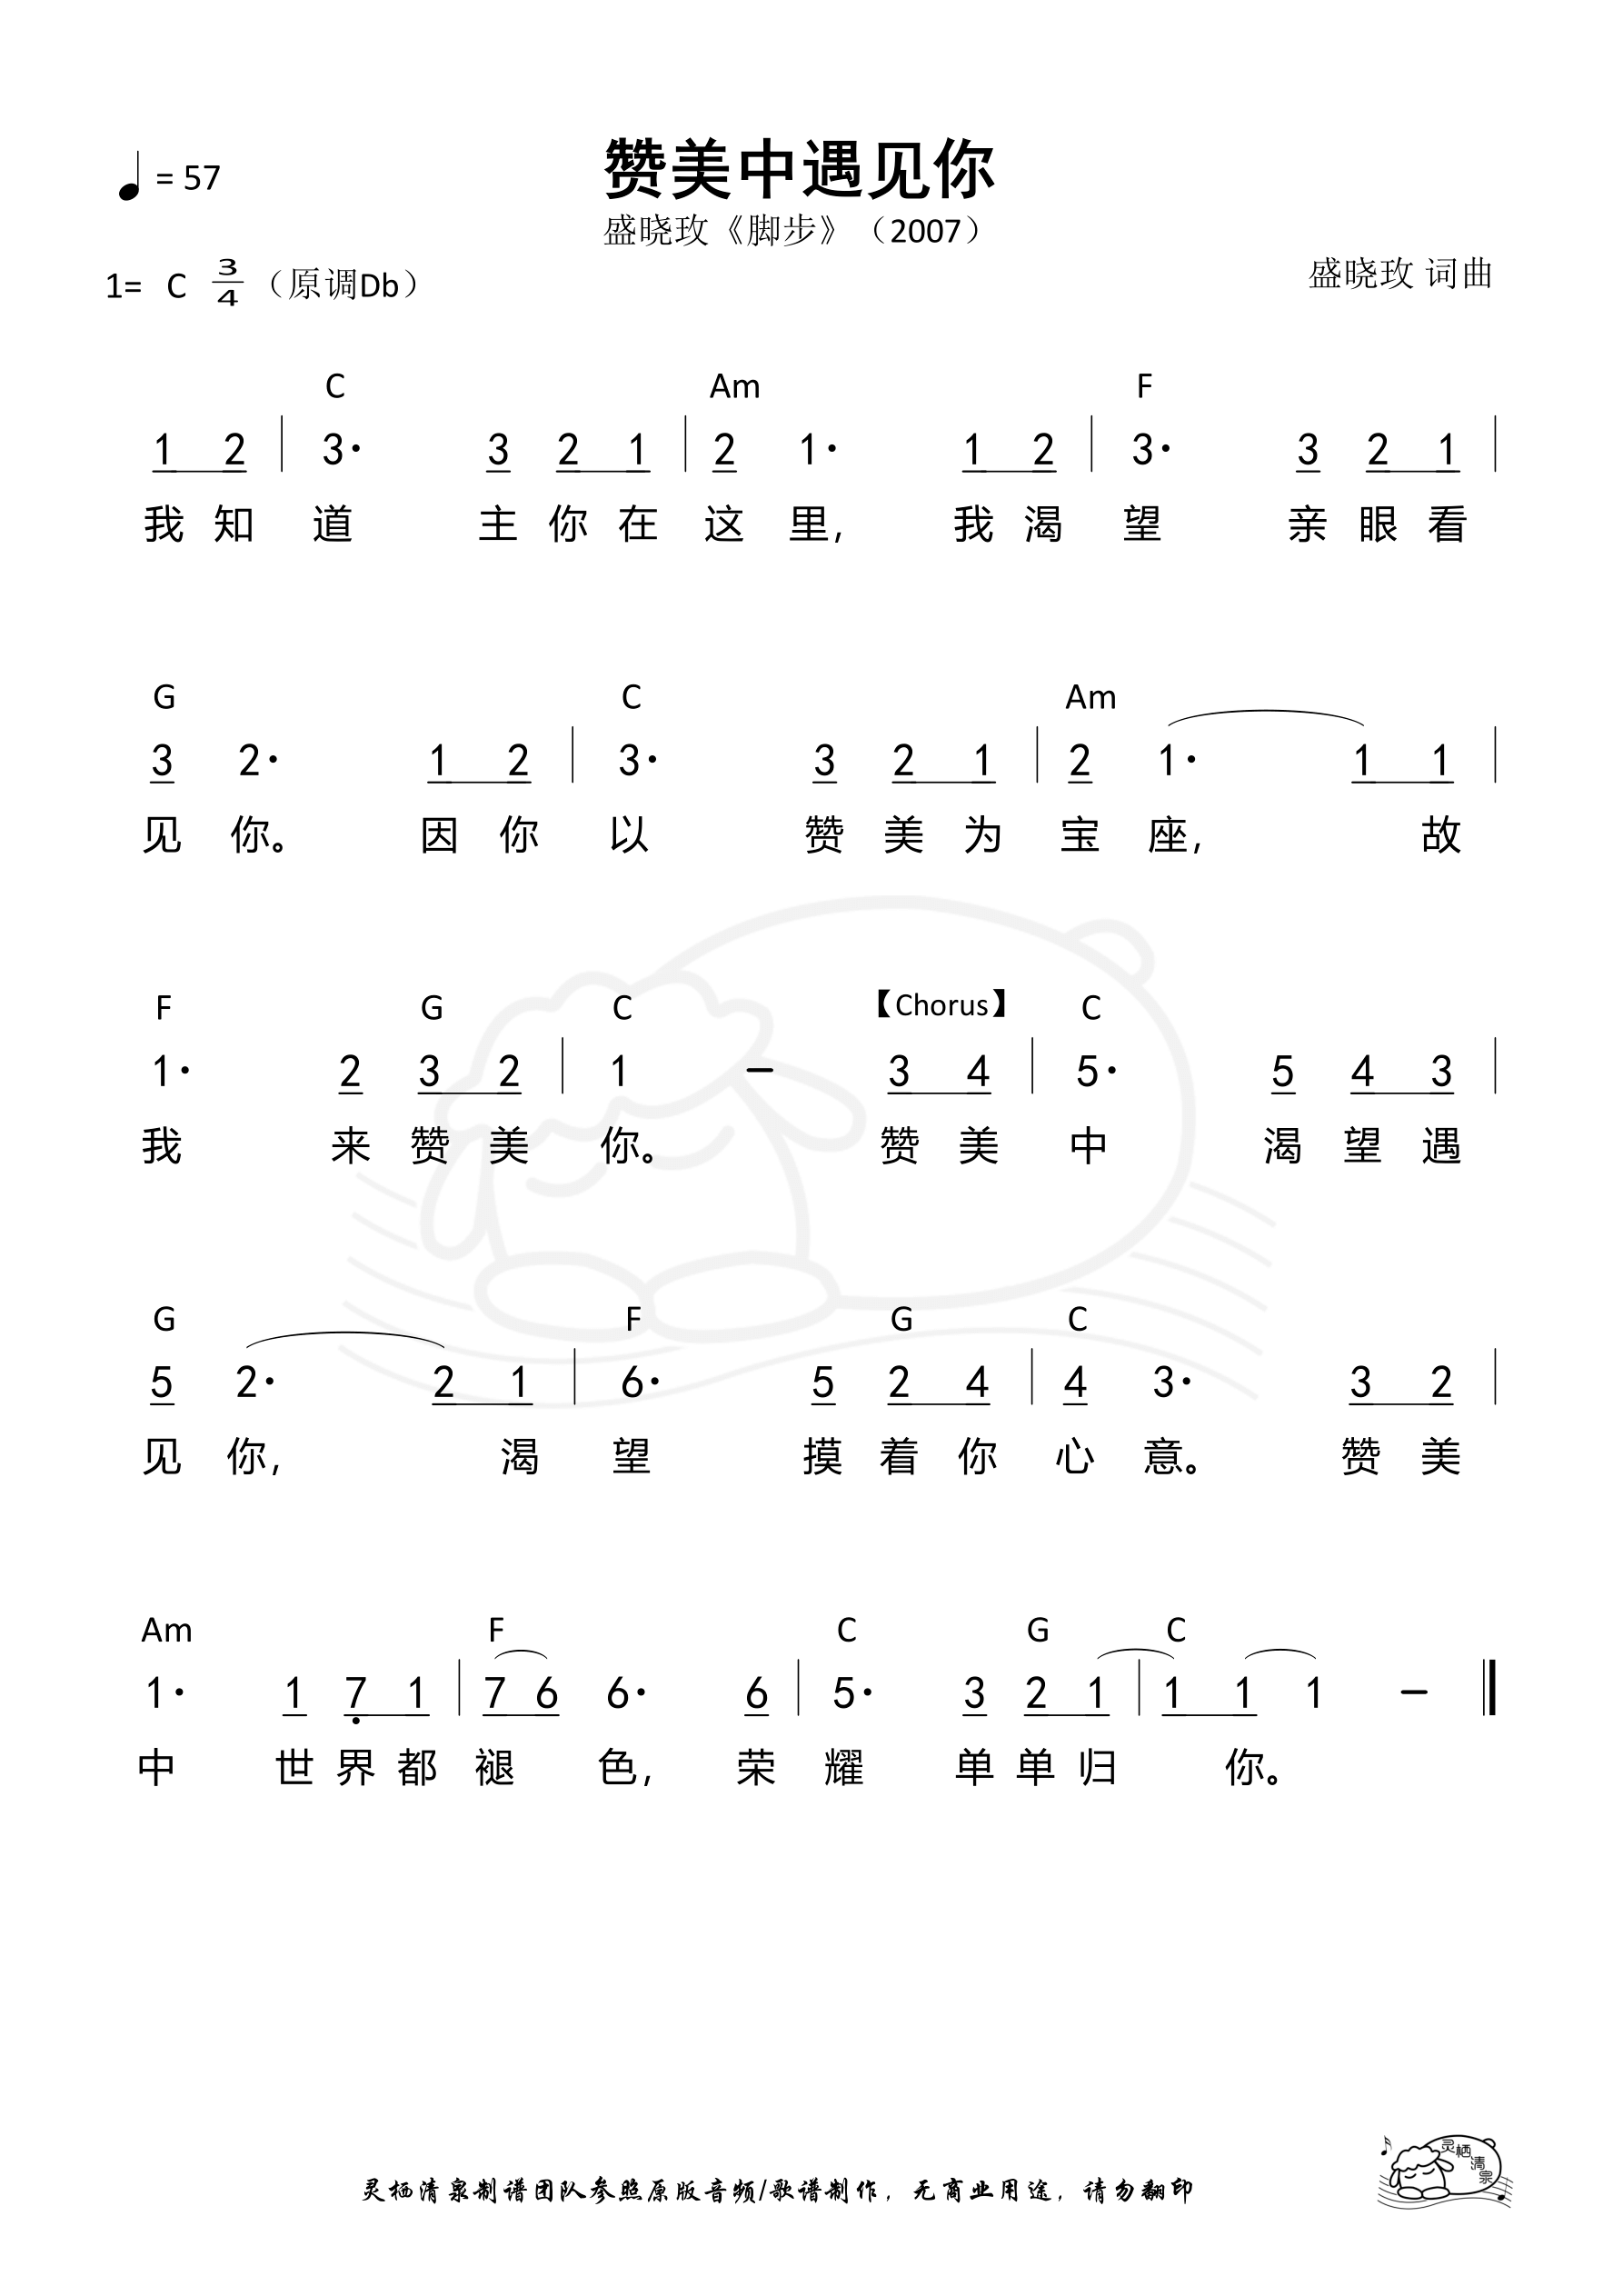 赞美中遇见你
♩= 57
盛晓玫《脚步》（2007）
1= C 3/4（原调Db）
盛晓玫 词曲
C Am F
1 2 | 3· 3 2 1 | 2 1· 1 2 | 3· 3 2 1 |
我 知 道 主 你 在 这 里, 我 渴 望 亲 眼 看
G C Am
3 2· 1 2 | 3· 3 2 1 | 2 1· 1 1 |
见 你。 因 你 以 赞 美 为 宝 座, 故
F G C 【Chorus】 C
1· 2 3 2 | 1 – 3 4 | 5· 5 4 3 |
我 来 赞 美 你。 赞 美 中 渴 望 遇
G F G C
5 2· 2 1 | 6· 5 2 4 | 4 3· 3 2 |
见 你, 渴 望 摸 着 你 心 意。 赞 美
Am F C G C
1· 1 7̣ 1 | 7 6 6· 6 | 5· 3 2 1 | 1 1 1 – ‖
中 世 界 都 褪 色, 荣 耀 单 单 归 你。
灵栖清泉
灵栖清泉制谱团队参照原版音频/歌谱制作，无商业用途，请勿翻印